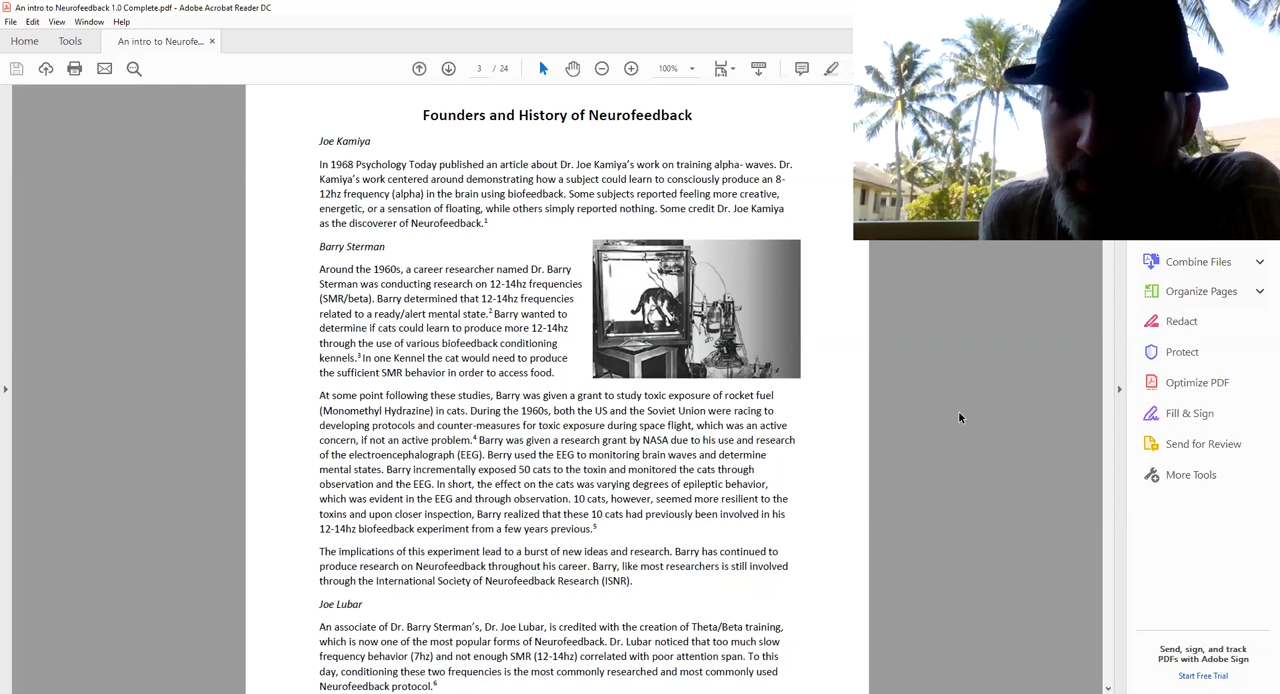 An intro to Neurofeedback 1.0 Complete.pdf - Adobe Acrobat Reader DC
File Edit View Window Help
Home Tools An intro to Neurofe... ×
3 / 24 100%
Founders and History of Neurofeedback
Joe Kamiya
In 1968 Psychology Today published an article about Dr. Joe Kamiya's work on training alpha- waves. Dr.
Kamiya's work centered around demonstrating how a subject could learn to consciously produce an 8-
12hz frequency (alpha) in the brain using biofeedback. Some subjects reported feeling more creative,
energetic, or a sensation of floating, while others simply reported nothing. Some credit Dr. Joe Kamiya
as the discoverer of Neurofeedback.¹
Barry Sterman
Around the 1960s, a career researcher named Dr. Barry
Sterman was conducting research on 12-14hz frequencies
(SMR/beta). Barry determined that 12-14hz frequencies
related to a ready/alert mental state.² Barry wanted to
determine if cats could learn to produce more 12-14hz
through the use of various biofeedback conditioning
kennels.³ In one Kennel the cat would need to produce
the sufficient SMR behavior in order to access food.
At some point following these studies, Barry was given a grant to study toxic exposure of rocket fuel
(Monomethyl Hydrazine) in cats. During the 1960s, both the US and the Soviet Union were racing to
developing protocols and counter-measures for toxic exposure during space flight, which was an active
concern, if not an active problem.⁴ Barry was given a research grant by NASA due to his use and research
of the electroencephalograph (EEG). Berry used the EEG to monitoring brain waves and determine
mental states. Barry incrementally exposed 50 cats to the toxin and monitored the cats through
observation and the EEG. In short, the effect on the cats was varying degrees of epileptic behavior,
which was evident in the EEG and through observation. 10 cats, however, seemed more resilient to the
toxins and upon closer inspection, Barry realized that these 10 cats had previously been involved in his
12-14hz biofeedback experiment from a few years previous.⁵
The implications of this experiment lead to a burst of new ideas and research. Barry has continued to
produce research on Neurofeedback throughout his career. Barry, like most researchers is still involved
through the International Society of Neurofeedback Research (ISNR).
Joe Lubar
An associate of Dr. Barry Sterman's, Dr. Joe Lubar, is credited with the creation of Theta/Beta training,
which is now one of the most popular forms of Neurofeedback. Dr. Lubar noticed that too much slow
frequency behavior (7hz) and not enough SMR (12-14hz) correlated with poor attention span. To this
day, conditioning these two frequencies is the most commonly researched and most commonly used
Neurofeedback protocol.⁶
Combine Files
Organize Pages
Redact
Protect
Optimize PDF
Fill & Sign
Send for Review
More Tools
Send, sign, and track
PDFs with Adobe Sign
Start Free Trial